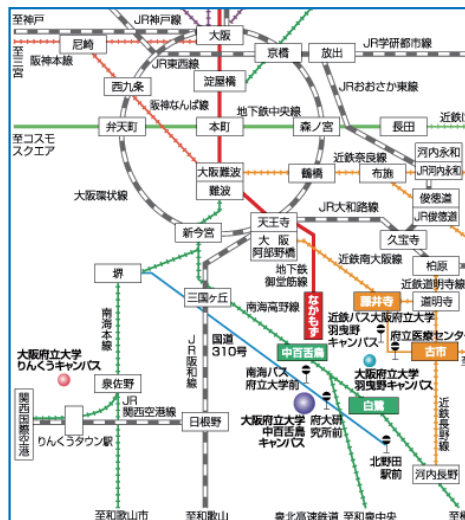 至神戸
JR神戸線
大阪
尼崎
京橋
放出
JR学研都市線
至三宮
阪神本線
JR東西線
淀屋橋
JRおおさか東線
西九条
阪神なんば線
地下鉄中央線
至コスモ
スクエア
弁天町
本町
森ノ宮
長田
近鉄け
大阪難波
近鉄奈良線
河内永和
JR河内永和
難波
鶴橋
布施
俊徳道
JR俊徳道
大阪環状線
天王寺
JR大和路線
新今宮
大阪
阿部野橋
久宝寺
柏原
堺
地下鉄
御堂筋線
近鉄南大阪線
近鉄道明寺線
三国ヶ丘
なかもず
藤井寺
道明寺
南海本線
南海高野線
近鉄バス
大阪府立大学
羽曳野
キャンパス
府立医療センター
国道
310号
中百舌鳥
古市
JR阪和線
南海バス
府立大学前
大阪府立大学
羽曳野キャンパス
大阪府立大学
りんくうキャンパス
泉佐野
白鷺
JR
関西空港線
大阪府立大学
中百舌鳥
キャンパス
府大研
究所前
近鉄長野線
関西国際空港
りんくうタウン駅
日根野
北野田
駅前
河内長野
至和歌山市
至和歌山
泉北高速鉄道
至和泉中央